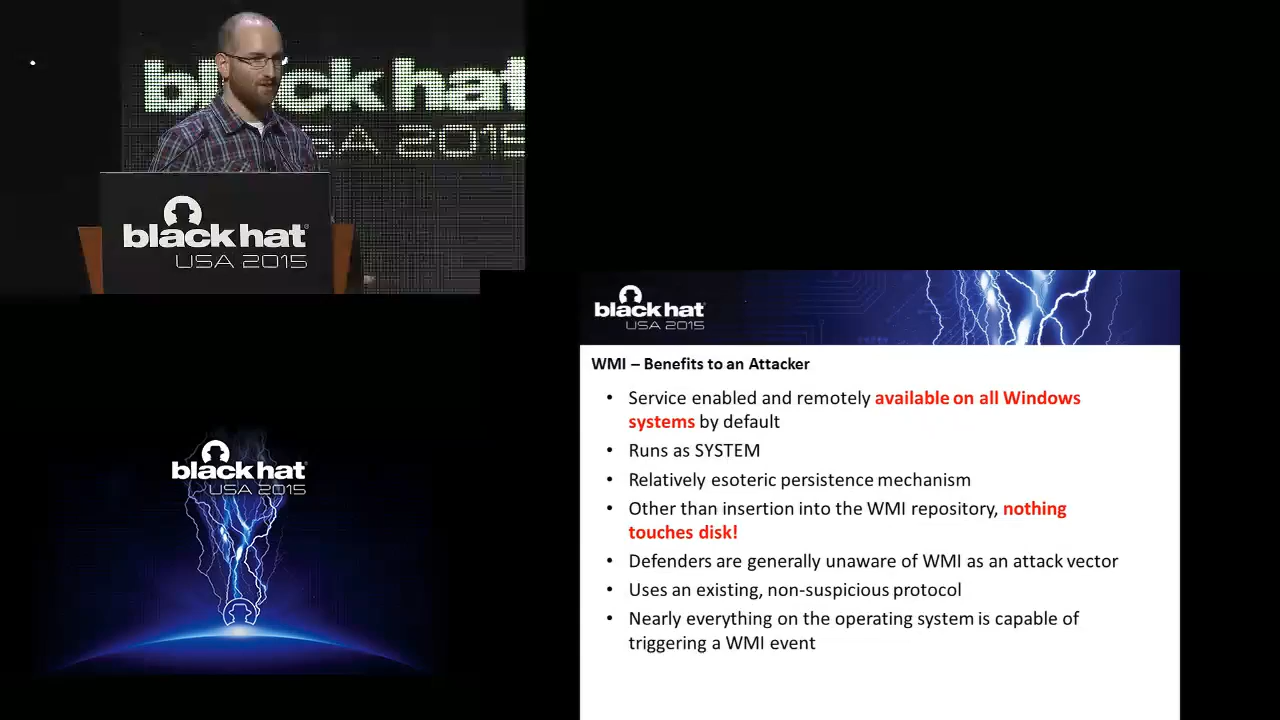 black hat
USA 2015
black hat
USA 2015
black hat
USA 2015
WMI – Benefits to an Attacker
• Service enabled and remotely available on all Windows
systems by default
• Runs as SYSTEM
• Relatively esoteric persistence mechanism
• Other than insertion into the WMI repository, nothing
touches disk!
• Defenders are generally unaware of WMI as an attack vector
• Uses an existing, non-suspicious protocol
• Nearly everything on the operating system is capable of
triggering a WMI event
black hat
USA 2015